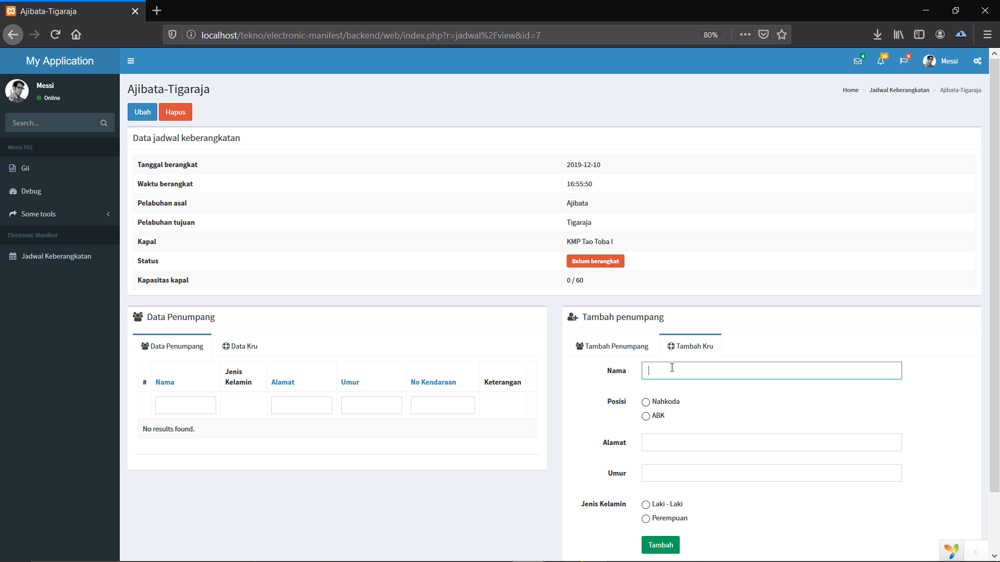 Ajibata-Tigaraja
localhost/tekno/electronic-manifest/backend/web/index.php?r=jadwal%2Fview&id=7
80%
My Application
4
10
9
Messi
Messi
Online
Search...
Menu Yii2
Gii
Debug
Some tools
Electronic Manifest
Jadwal Keberangkatan
Ajibata-Tigaraja
Home > Jadwal Keberangkatan > Ajibata-Tigaraja
Ubah
Hapus
Data jadwal keberangkatan
Tanggal berangkat 2019-12-10
Waktu berangkat 16:55:50
Pelabuhan asal Ajibata
Pelabuhan tujuan Tigaraja
Kapal KMP Tao Toba I
Status Belum berangkat
Kapasitas kapal 0 / 60
Data Penumpang
Data Penumpang
Data Kru
# Nama Jenis Kelamin Alamat Umur No Kendaraan Keterangan
No results found.
Tambah penumpang
Tambah Penumpang
Tambah Kru
Nama
Posisi
Nahkoda
ABK
Alamat
Umur
Jenis Kelamin
Laki - Laki
Perempuan
Tambah